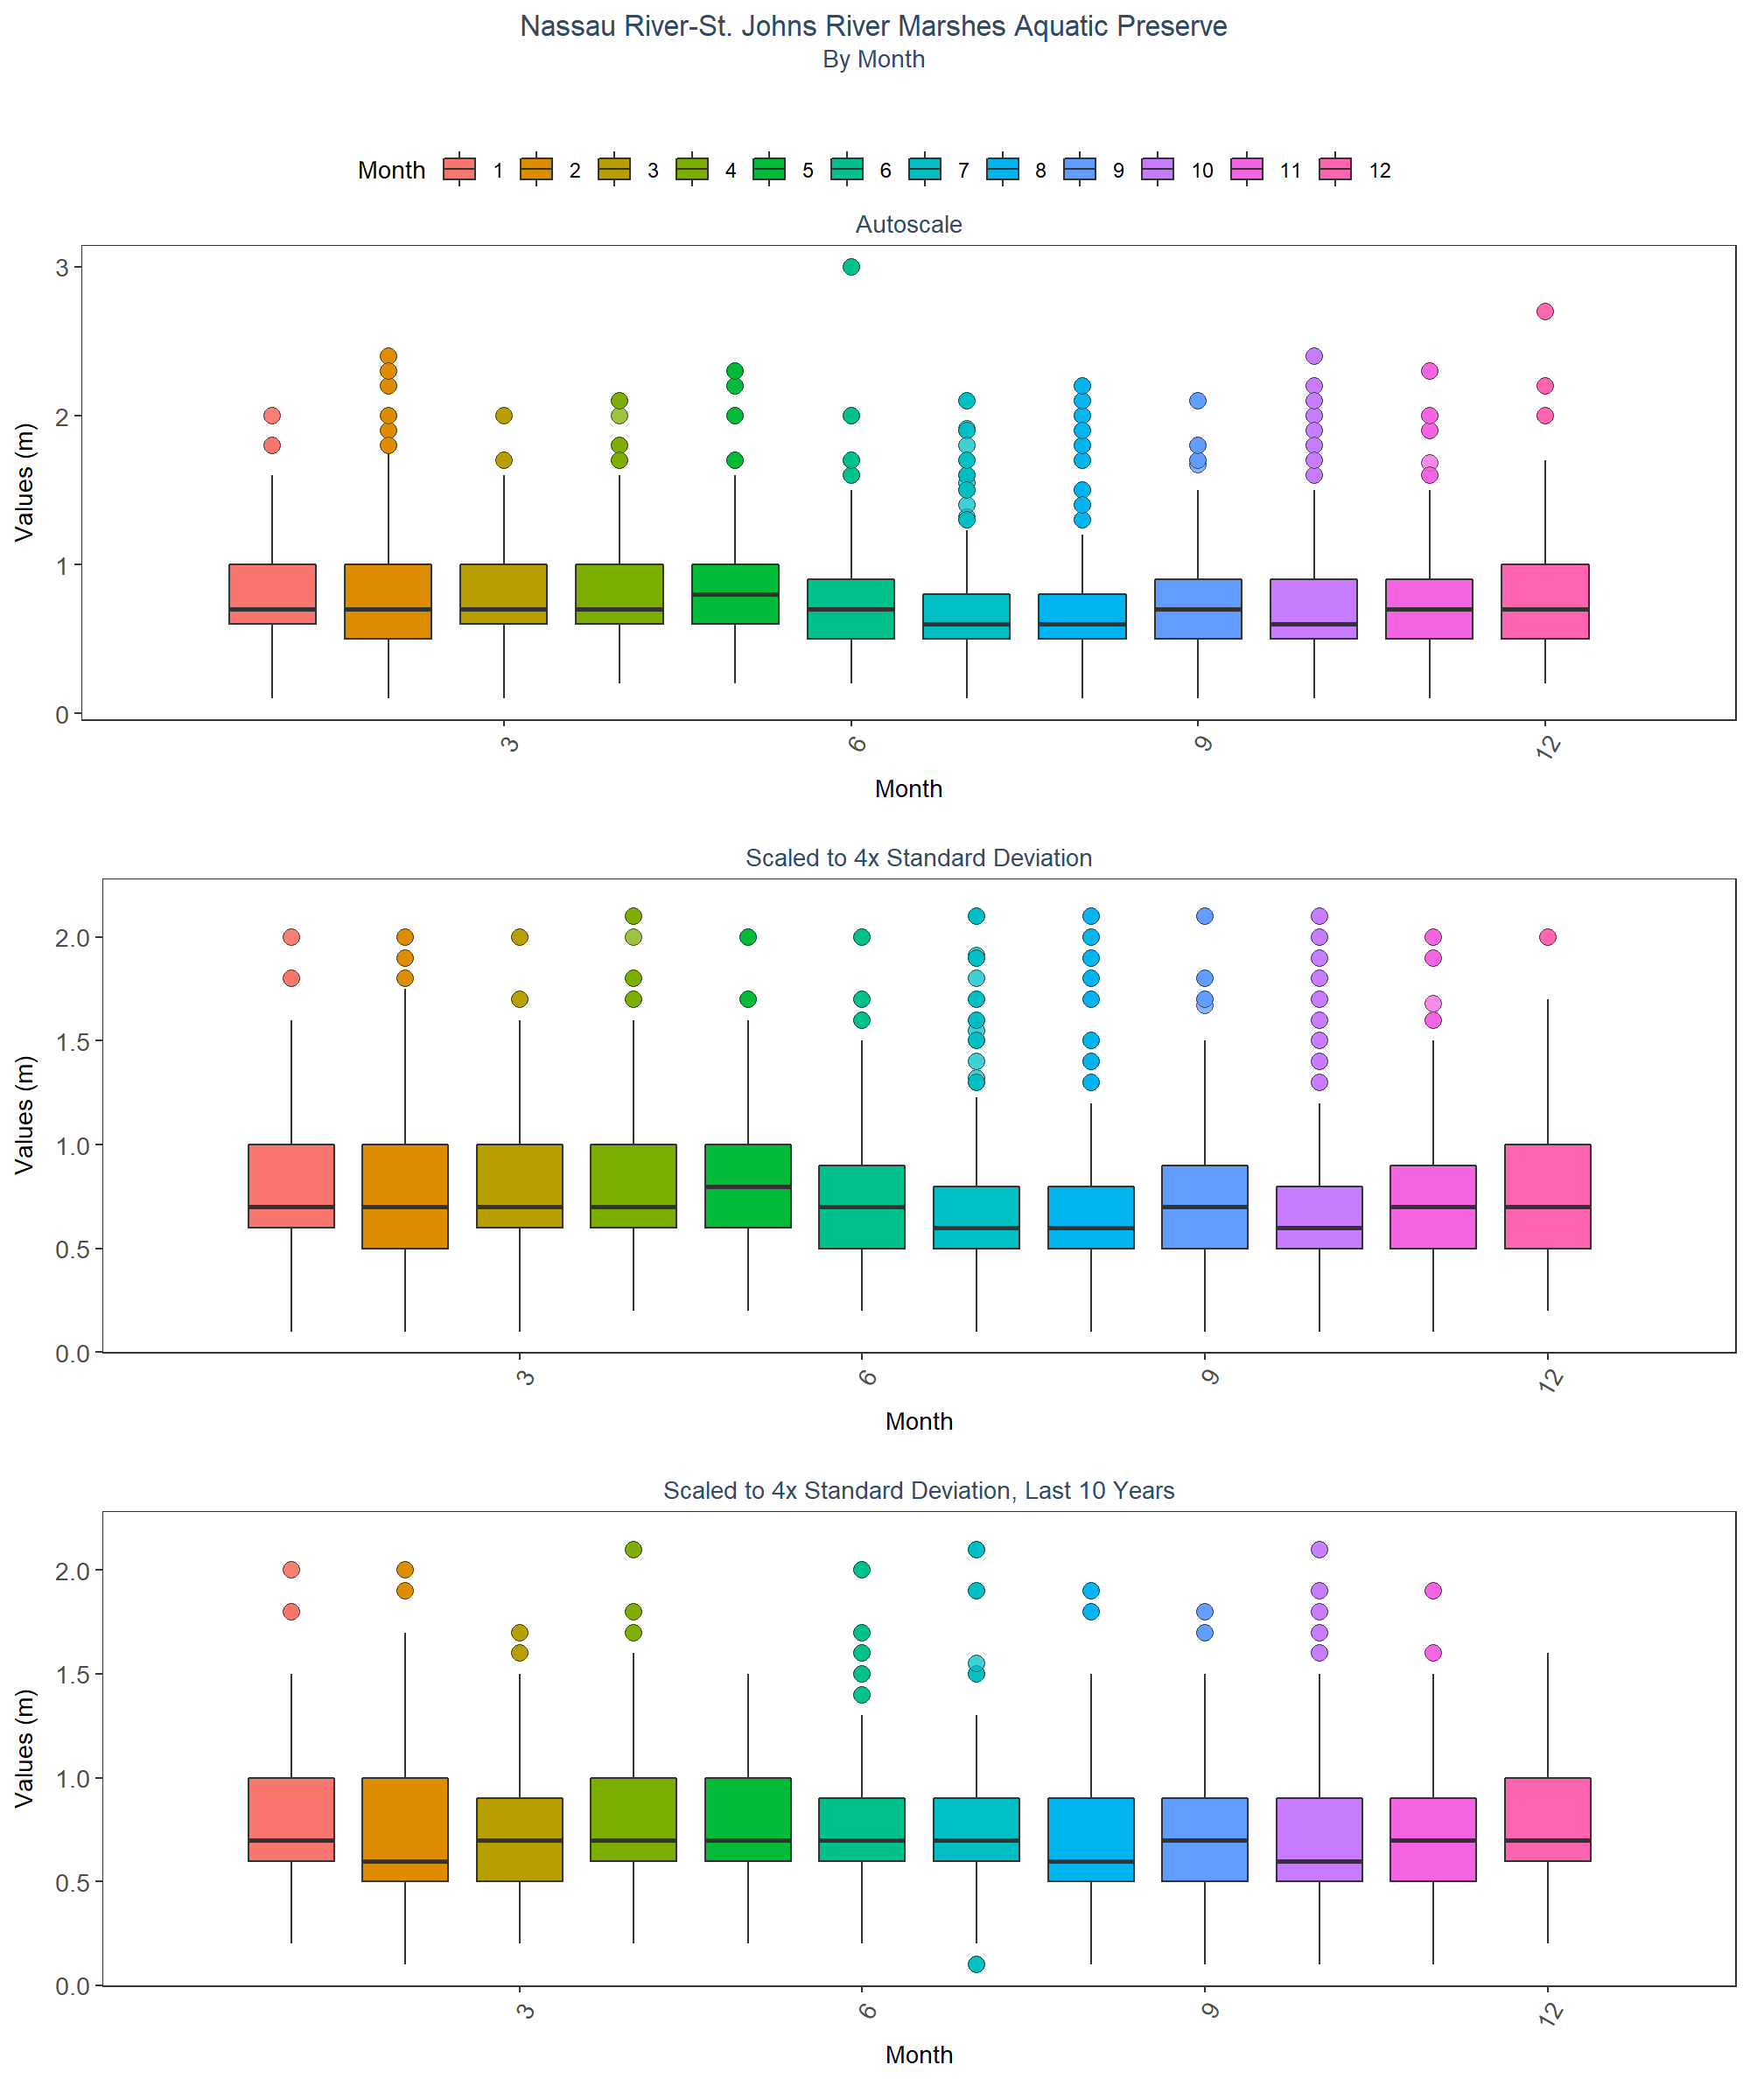 Nassau River-St. Johns River Marshes Aquatic Preserve
By Month
Month 1 2 3 4 5 6 7 8 9 10 11 12
Autoscale
Values (m)
3
2
1
0
3 6 9 12
Month
Scaled to 4x Standard Deviation
Values (m)
2.0
1.5
1.0
0.5
0.0
3 6 9 12
Month
Scaled to 4x Standard Deviation, Last 10 Years
Values (m)
2.0
1.5
1.0
0.5
0.0
3 6 9 12
Month